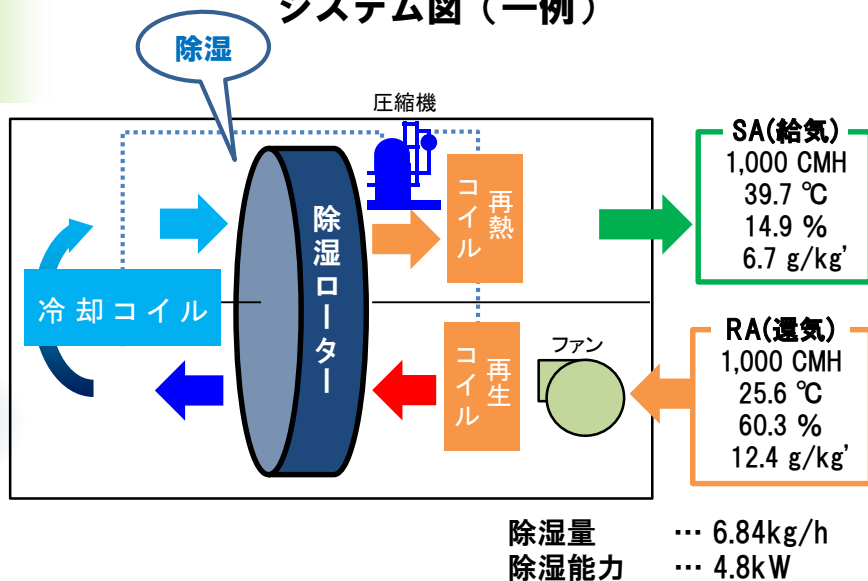 システム図（一例）
除湿
圧縮機
SA(給気)
1,000 CMH
39.7 ℃
14.9 %
6.7 g/kg'
再熱
コイル
除湿ローター
冷却コイル
RA(還気)
1,000 CMH
25.6 ℃
60.3 %
12.4 g/kg'
ファン
再生
コイル
除湿量 … 6.84kg/h
除湿能力 … 4.8kW